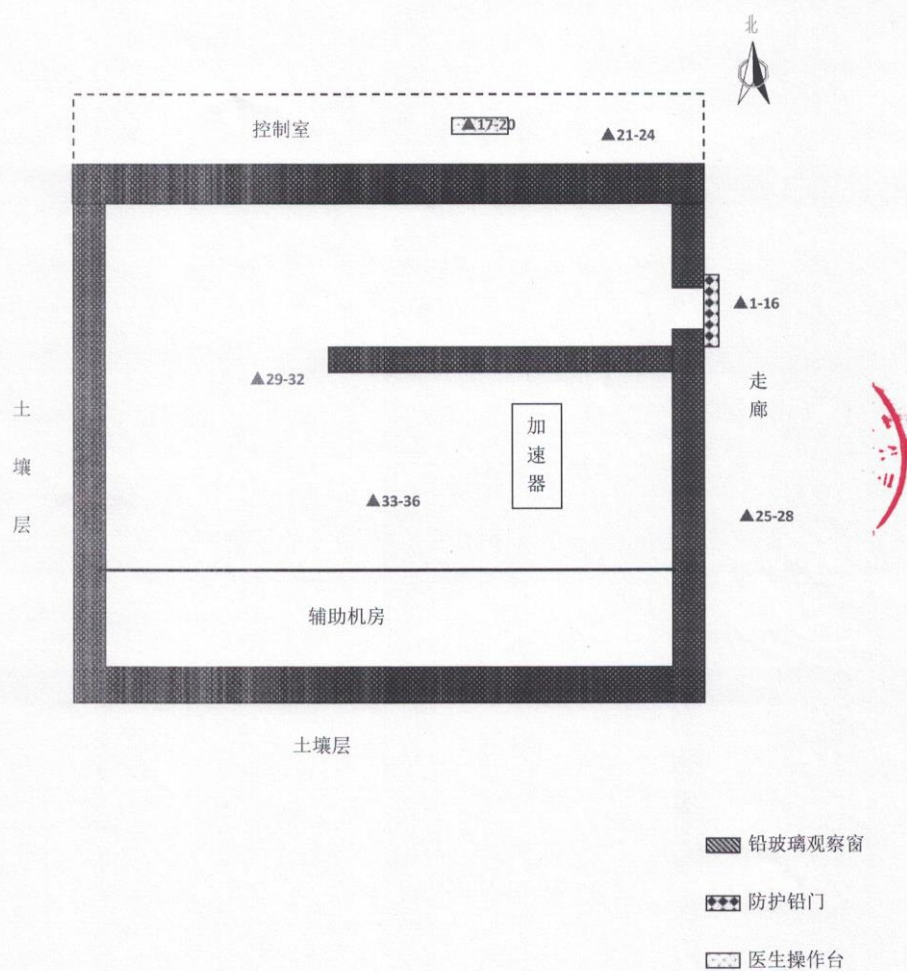 北
控制室
▲17-20
▲21-24
▲1-16
▲29-32
走廊
土壤层
加速器
▲33-36
▲25-28
辅助机房
土壤层
铅玻璃观察窗
防护铅门
医生操作台